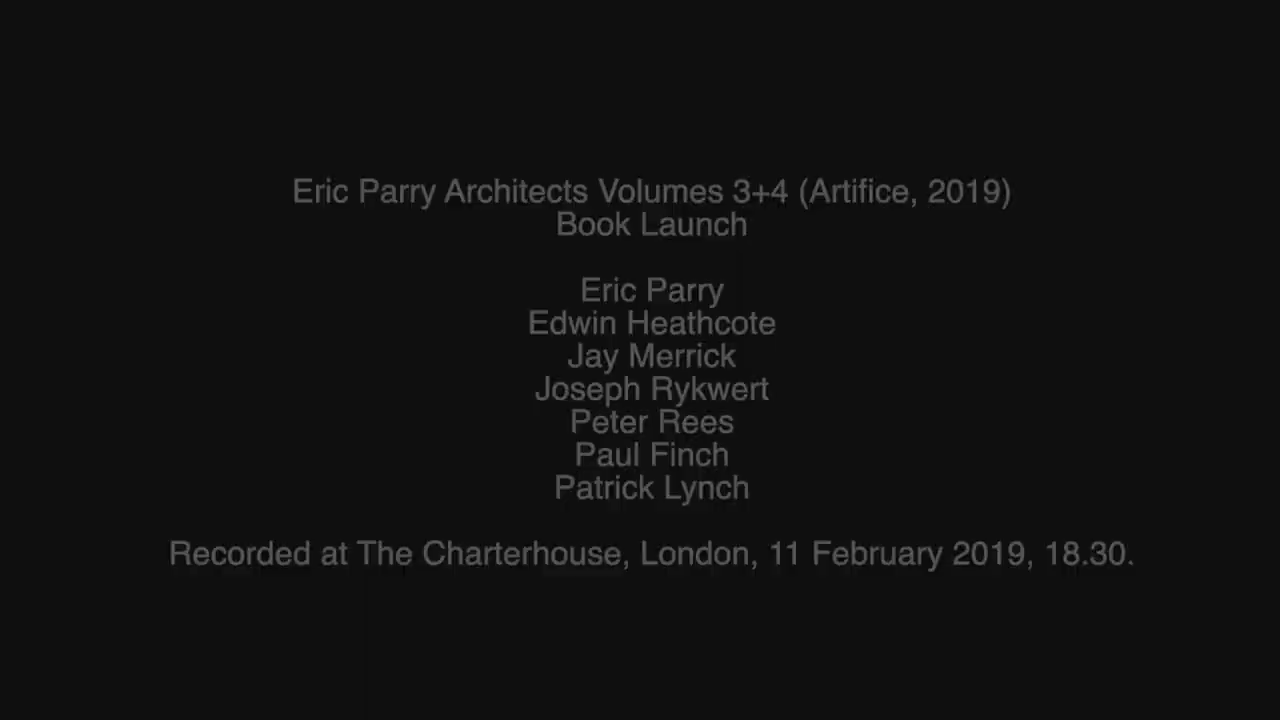 Eric Parry Architects Volumes 3+4 (Artifice, 2019)
Book Launch
Eric Parry
Edwin Heathcote
Jay Merrick
Joseph Rykwert
Peter Rees
Paul Finch
Patrick Lynch
Recorded at The Charterhouse, London, 11 February 2019, 18.30.